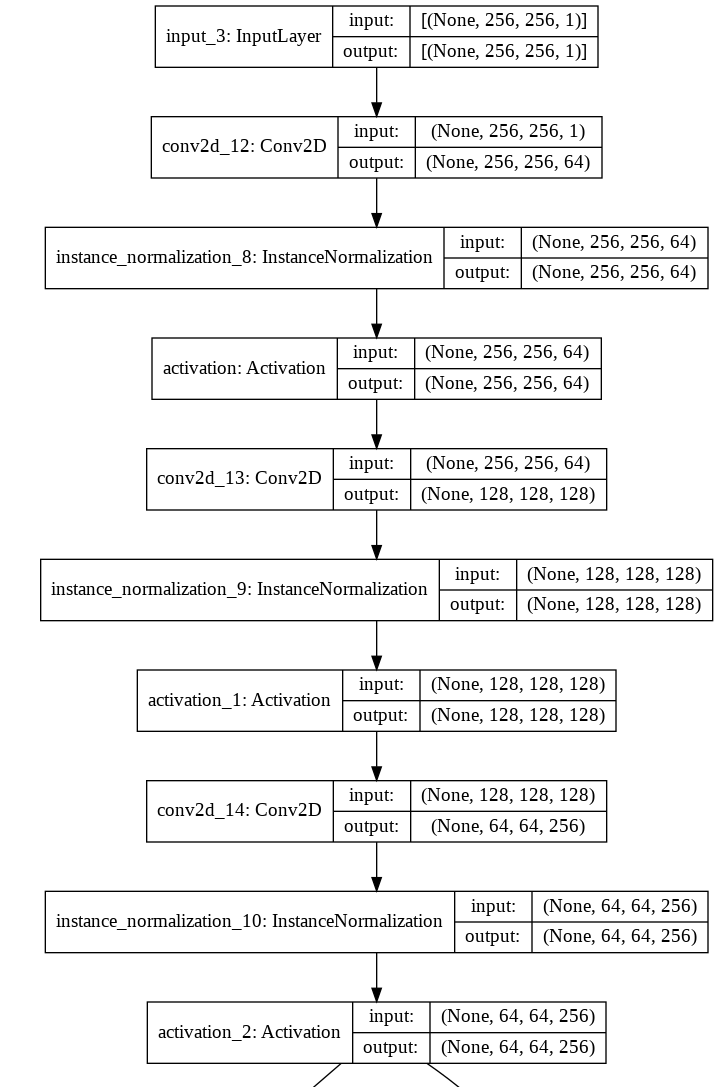 input_3: InputLayer
input:
[(None, 256, 256, 1)]
output:
[(None, 256, 256, 1)]
conv2d_12: Conv2D
input:
(None, 256, 256, 1)
output:
(None, 256, 256, 64)
instance_normalization_8: InstanceNormalization
input:
(None, 256, 256, 64)
output:
(None, 256, 256, 64)
activation: Activation
input:
(None, 256, 256, 64)
output:
(None, 256, 256, 64)
conv2d_13: Conv2D
input:
(None, 256, 256, 64)
output:
(None, 128, 128, 128)
instance_normalization_9: InstanceNormalization
input:
(None, 128, 128, 128)
output:
(None, 128, 128, 128)
activation_1: Activation
input:
(None, 128, 128, 128)
output:
(None, 128, 128, 128)
conv2d_14: Conv2D
input:
(None, 128, 128, 128)
output:
(None, 64, 64, 256)
instance_normalization_10: InstanceNormalization
input:
(None, 64, 64, 256)
output:
(None, 64, 64, 256)
activation_2: Activation
input:
(None, 64, 64, 256)
output:
(None, 64, 64, 256)